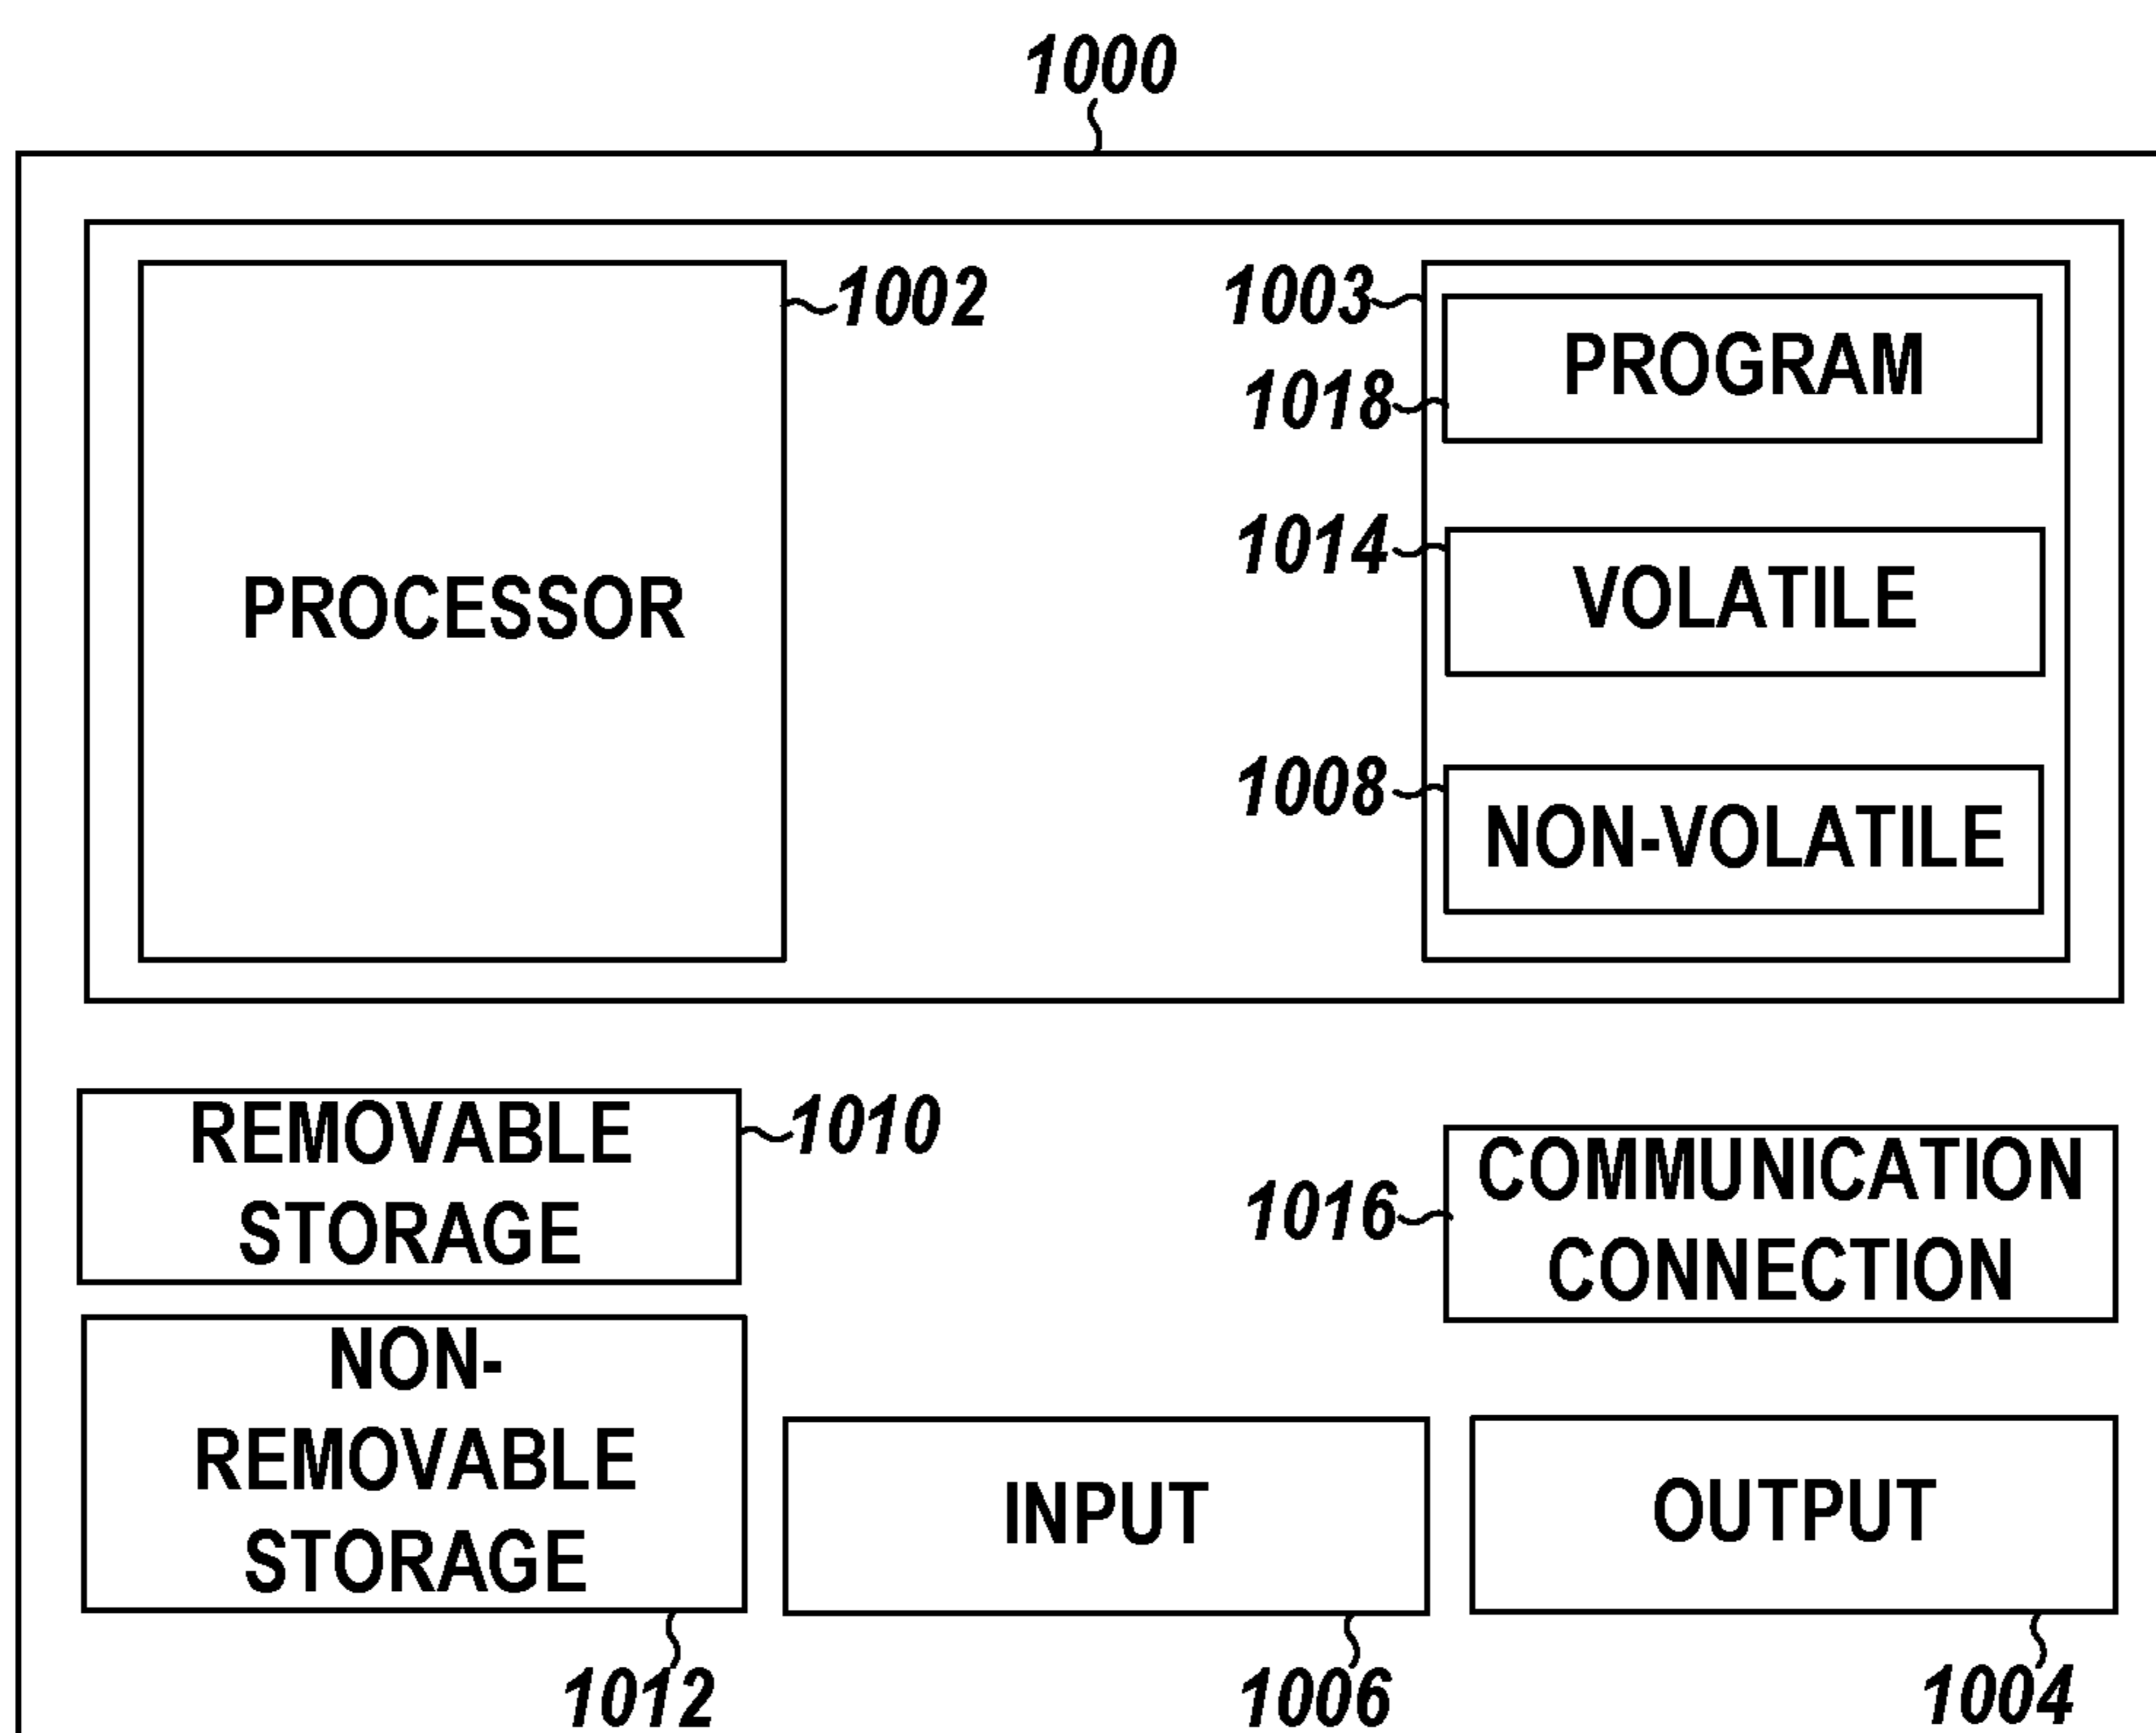 1000
PROCESSOR
1002
1003
PROGRAM
1018
1014
VOLATILE
1008
NON-VOLATILE
REMOVABLE
STORAGE
1010
COMMUNICATION
CONNECTION
1016
NON-
REMOVABLE
STORAGE
1012
INPUT
1006
OUTPUT
1004